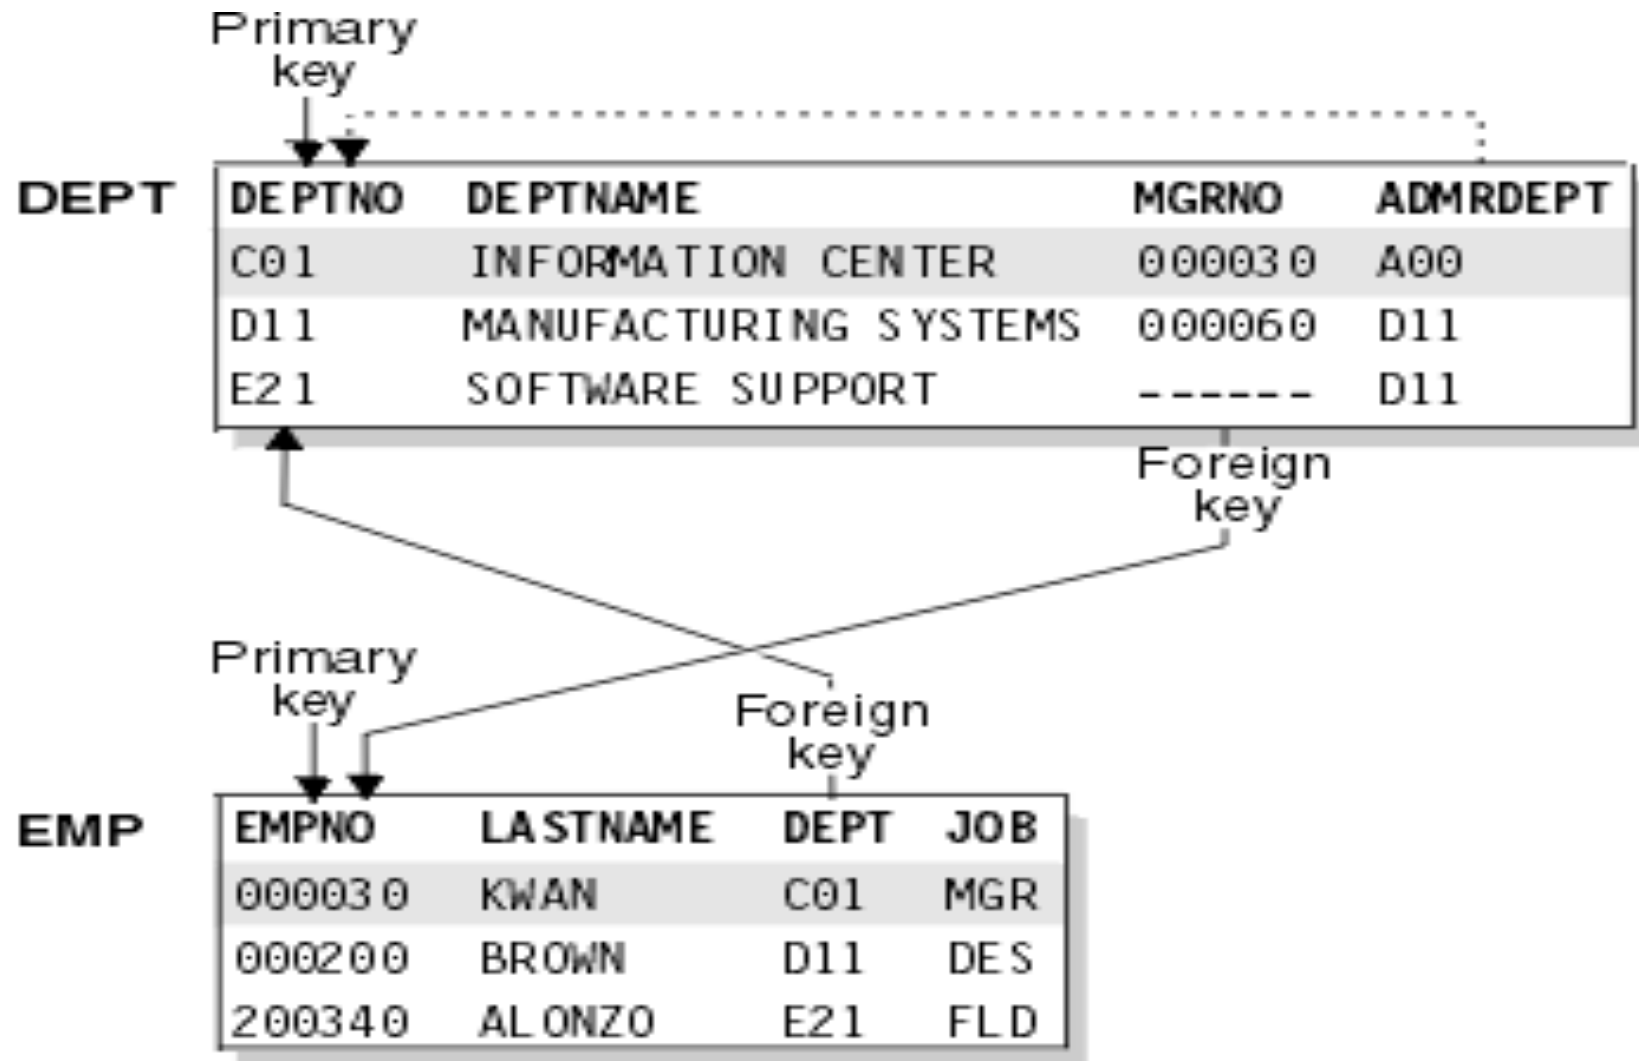 Primary
key
DEPT
DEPTNO DEPTNAME MGRNO ADMRDEPT
C01 INFORMATION CENTER 000030 A00
D11 MANUFACTURING SYSTEMS 000060 D11
E21 SOFTWARE SUPPORT ------ D11
Foreign
key
Primary
key
Foreign
key
EMP
EMPNO LASTNAME DEPT JOB
000030 KWAN C01 MGR
000200 BROWN D11 DES
200340 ALONZO E21 FLD